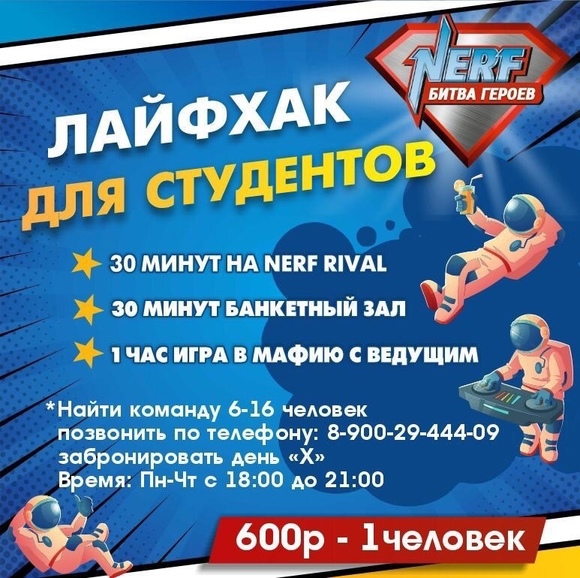 NERF
БИТВА ГЕРОЕВ
ЛАЙФХАК
ДЛЯ СТУДЕНТОВ
30 МИНУТ НА NERF RIVAL
30 МИНУТ БАНКЕТНЫЙ ЗАЛ
1 ЧАС ИГРА В МАФИЮ С ВЕДУЩИМ
*Найти команду 6-16 человек
позвонить по телефону: 8-900-29-444-09
забронировать день «Х»
Время: Пн-Чт с 18:00 до 21:00
600р - 1человек